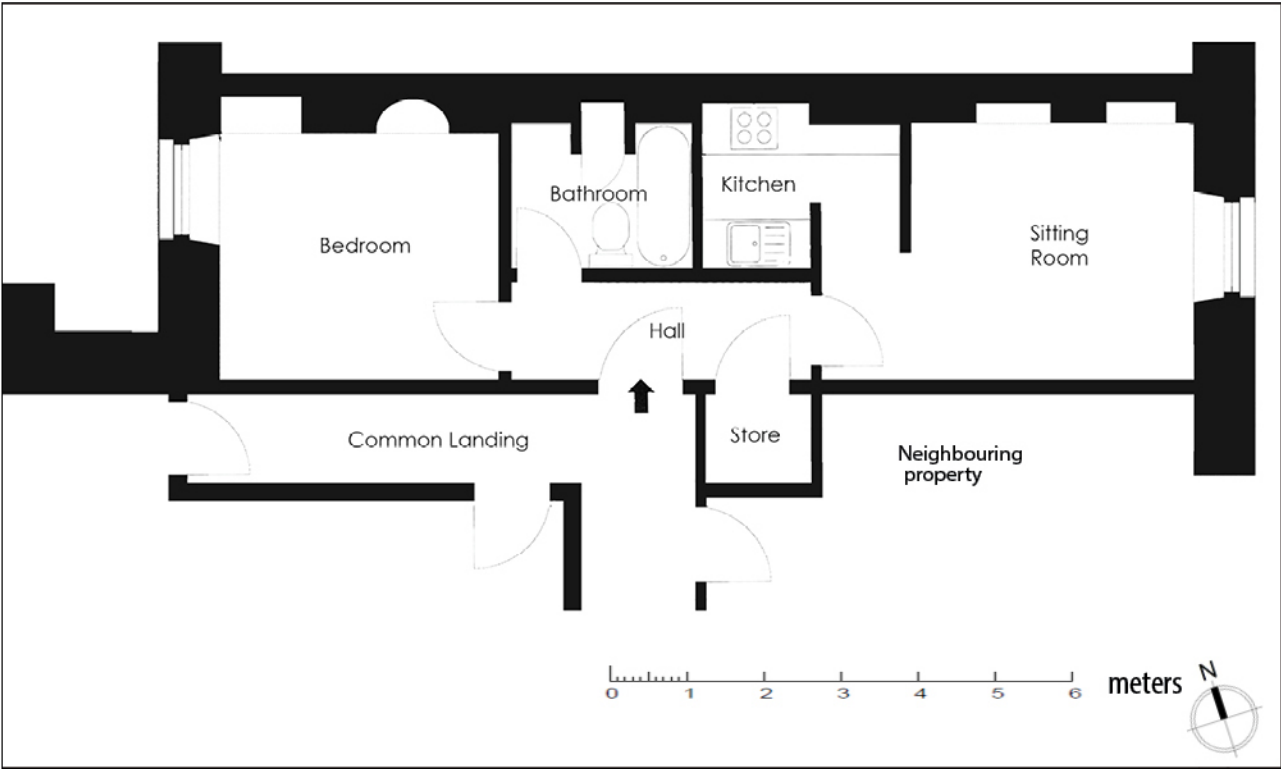 Bathroom
Kitchen
Bedroom
Sitting
Room
Hall
Common Landing
Store
Neighbouring
property
0 1 2 3 4 5 6 meters
N